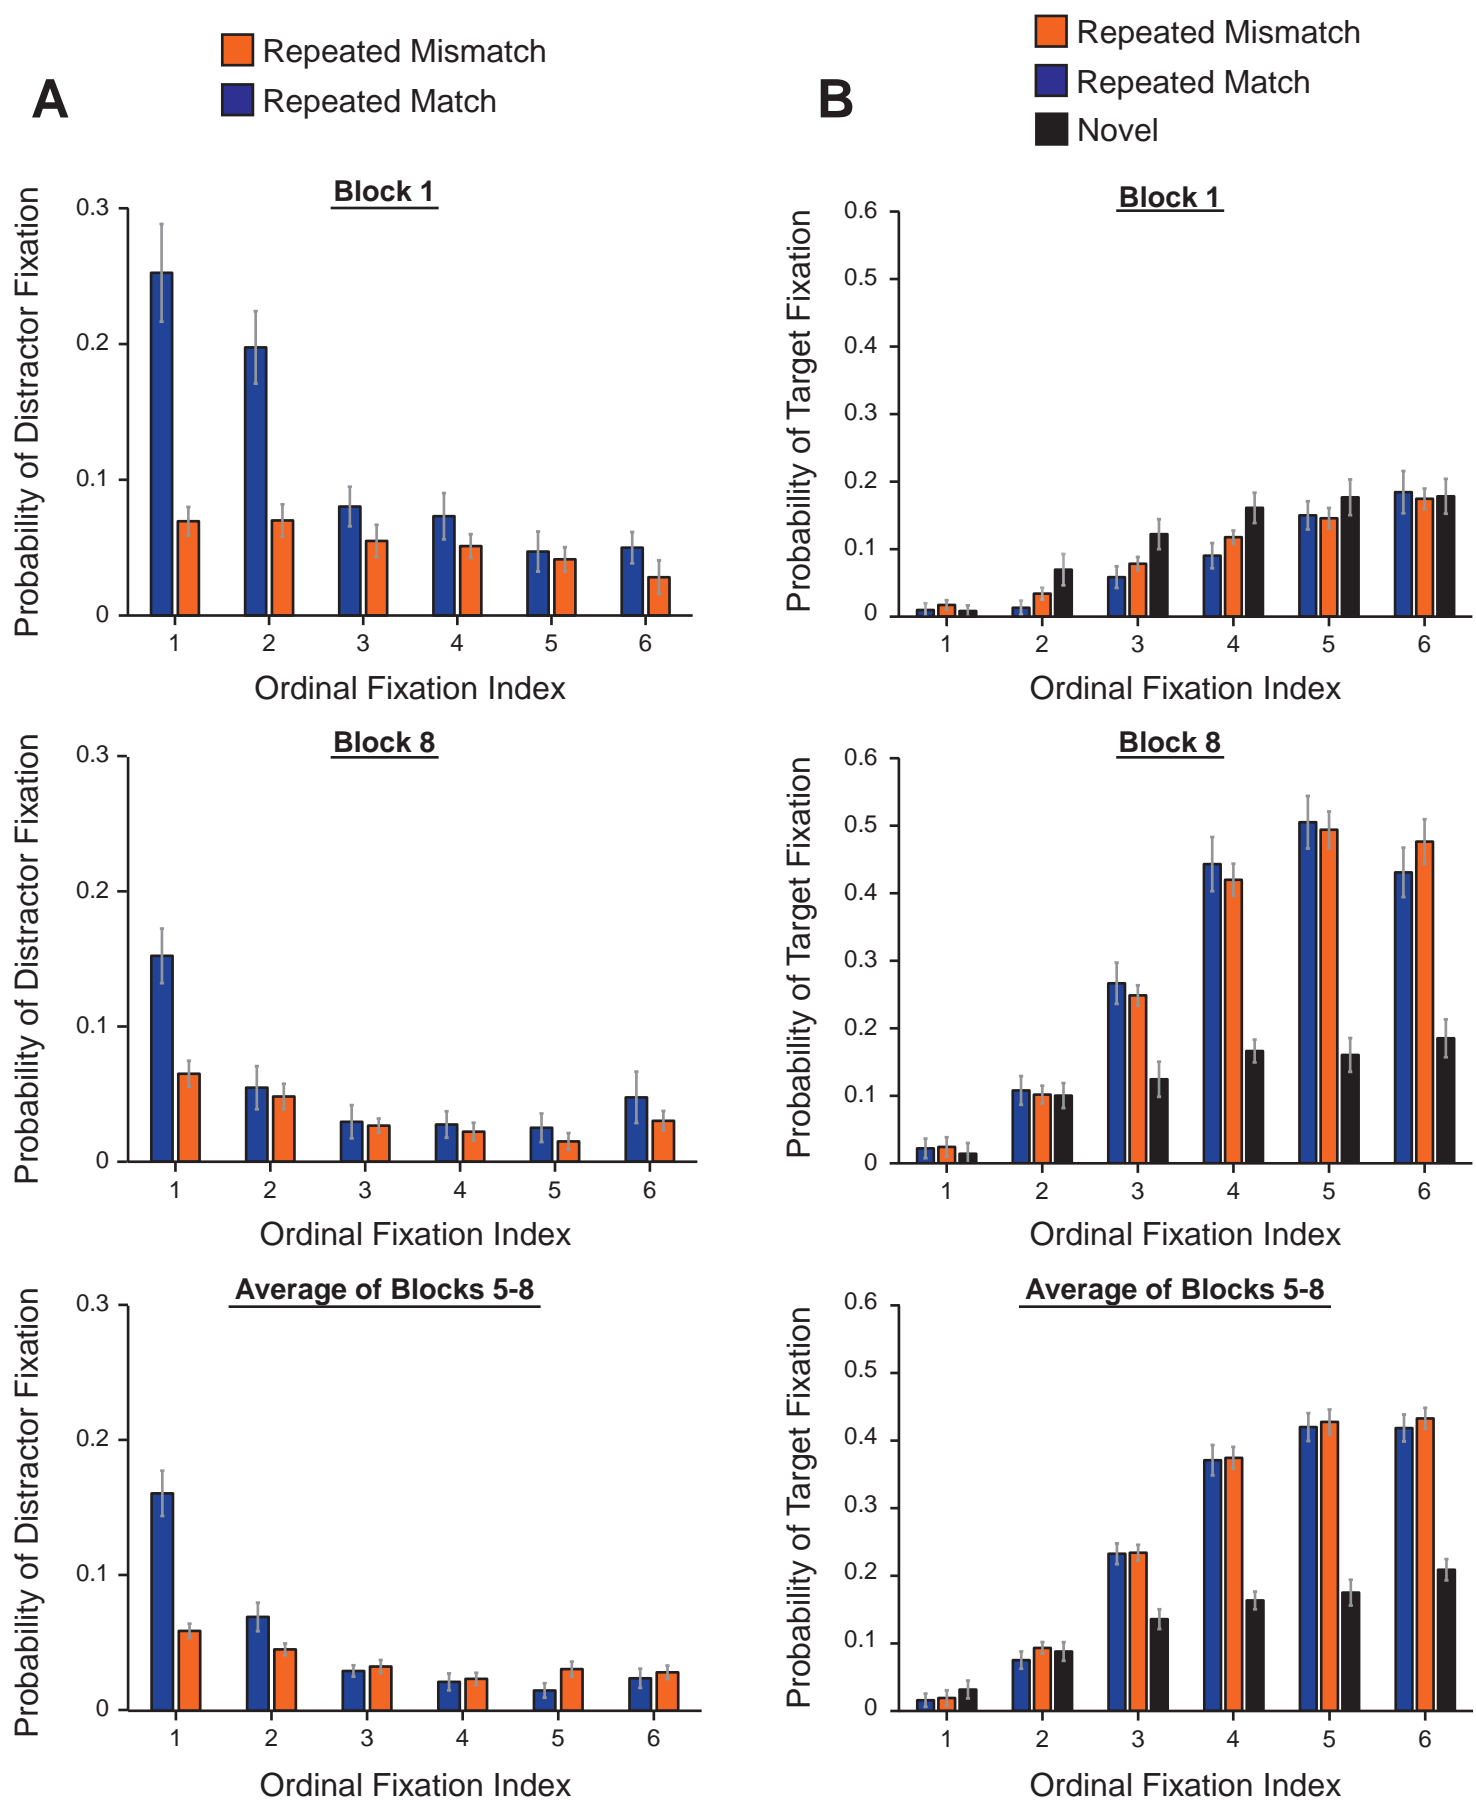 A
Repeated Mismatch
Repeated Match
Block 1
Probability of Distractor Fixation
0.3
0.2
0.1
0
1 2 3 4 5 6
Ordinal Fixation Index
Block 8
Probability of Distractor Fixation
0.3
0.2
0.1
0
1 2 3 4 5 6
Ordinal Fixation Index
Average of Blocks 5-8
Probability of Distractor Fixation
0.3
0.2
0.1
0
1 2 3 4 5 6
Ordinal Fixation Index
B
Repeated Mismatch
Repeated Match
Novel
Block 1
Probability of Target Fixation
0.6
0.5
0.4
0.3
0.2
0.1
0
1 2 3 4 5 6
Ordinal Fixation Index
Block 8
Probability of Target Fixation
0.6
0.5
0.4
0.3
0.2
0.1
0
1 2 3 4 5 6
Ordinal Fixation Index
Average of Blocks 5-8
Probability of Target Fixation
0.6
0.5
0.4
0.3
0.2
0.1
0
1 2 3 4 5 6
Ordinal Fixation Index